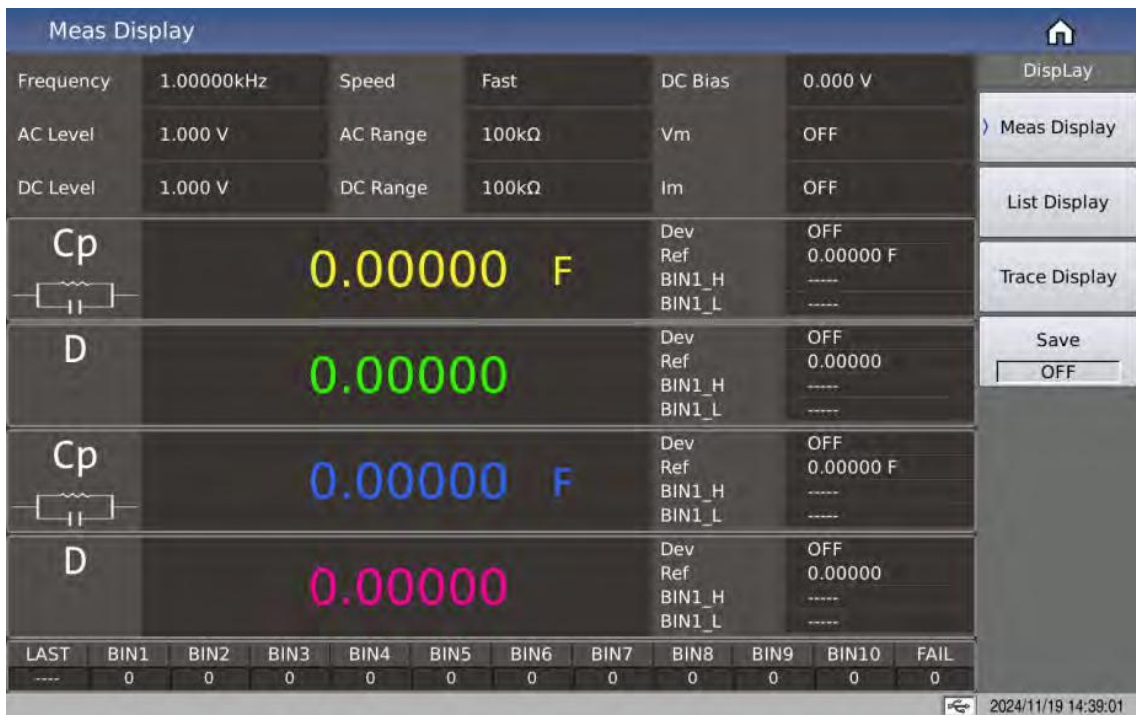 Meas Display
DispLay
Frequency 1.00000kHz Speed Fast DC Bias 0.000 V
Meas Display
AC Level 1.000 V AC Range 100kΩ Vm OFF
DC Level 1.000 V DC Range 100kΩ Im OFF
List Display
Cp 0.00000 F
Dev OFF
Ref 0.00000 F
BIN1_H -----
BIN1_L -----
Trace Display
D 0.00000
Dev OFF
Ref 0.00000
BIN1_H -----
BIN1_L -----
Save
OFF
Cp 0.00000 F
Dev OFF
Ref 0.00000 F
BIN1_H -----
BIN1_L -----
D 0.00000
Dev OFF
Ref 0.00000
BIN1_H -----
BIN1_L -----
LAST BIN1 BIN2 BIN3 BIN4 BIN5 BIN6 BIN7 BIN8 BIN9 BIN10 FAIL
---- 0 0 0 0 0 0 0 0 0 0 0
2024/11/19 14:39:01